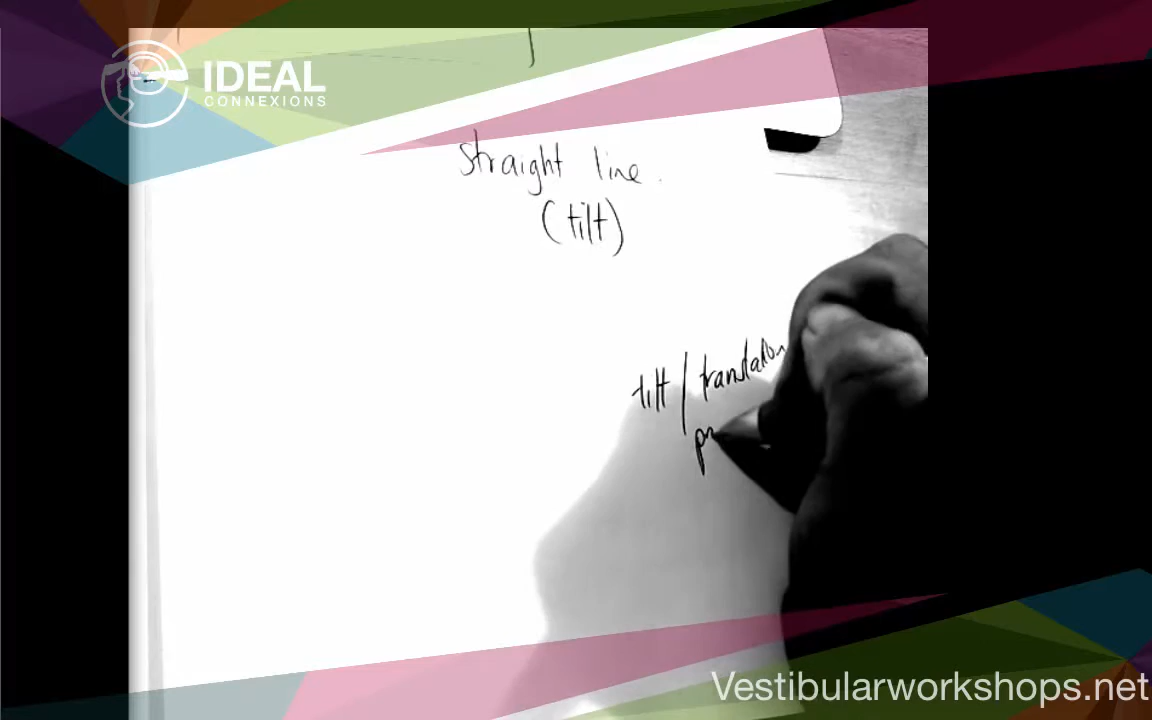 IDEAL
CONNEXIONS
straight line.
(tilt)
tilt / translation
Vestibularworkshops.net